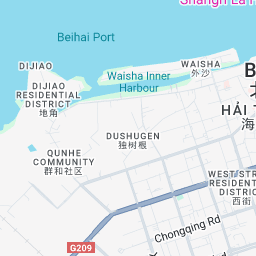 Shangri La
Beihai Port
DIJIAO
WAISHA
外沙
Waisha Inner
Harbour
DIJIAO
RESIDENTIAL
DISTRICT
地角
HẢI
海
DUSHUGEN
独树根
QUNHE
COMMUNITY
群和社区
WEST STR
RESIDENT
DISTRIC
西街
Chongqing Rd
G209